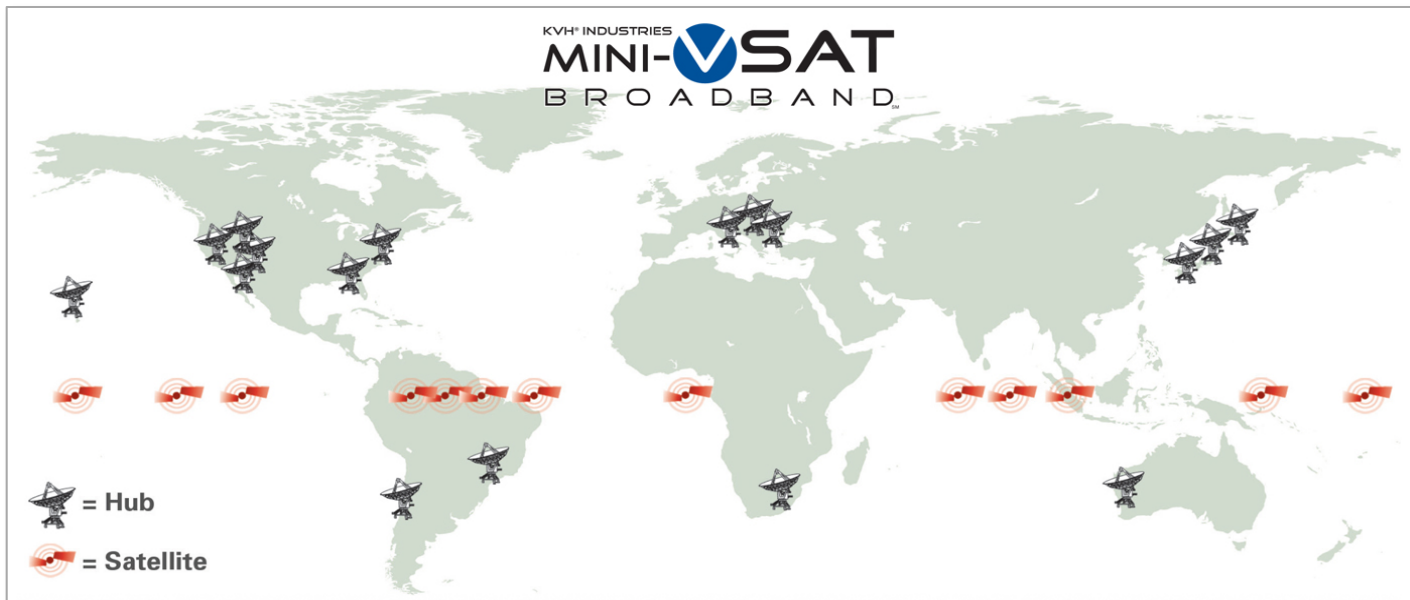 KVH® INDUSTRIES
MINI-VSAT
BROADBAND℠
= Hub
= Satellite